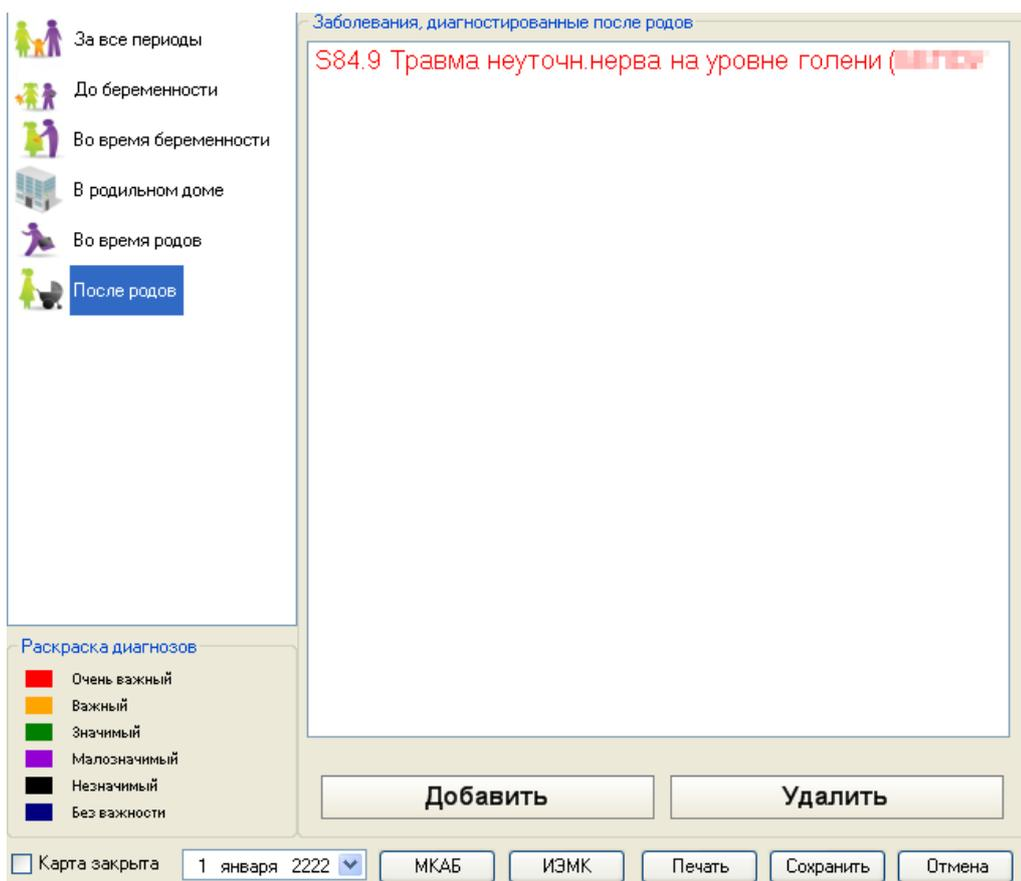 За все периоды
До беременности
Во время беременности
В родильном доме
Во время родов
После родов
Заболевания, диагностированные после родов
S84.9 Травма неуточн.нерва на уровне голени (
Раскраска диагнозов
Очень важный
Важный
Значимый
Малозначимый
Незначимый
Без важности
Добавить
Удалить
Карта закрыта
1 января 2222
МКАБ
ИЭМК
Печать
Сохранить
Отмена